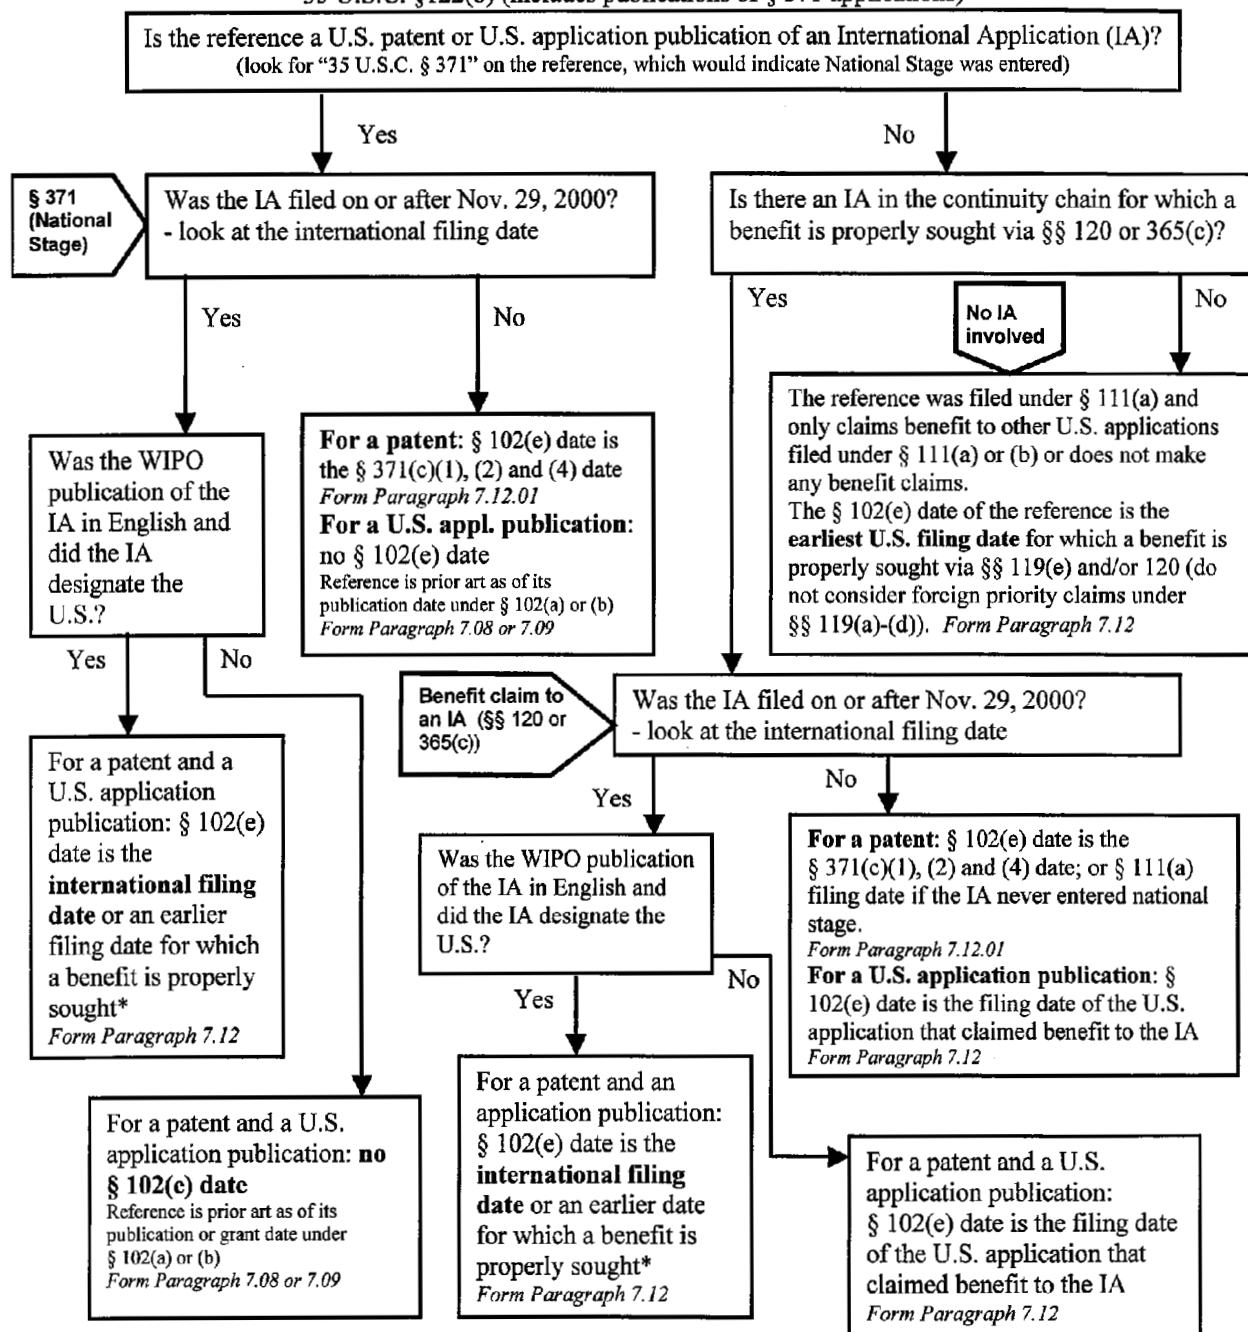 Is the reference a U.S. patent or U.S. application publication of an International Application (IA)?
(look for "35 U.S.C. § 371" on the reference, which would indicate National Stage was entered)
Yes
No
§ 371
(National
Stage)
Was the IA filed on or after Nov. 29, 2000?
- look at the international filing date
Is there an IA in the continuity chain for which a
benefit is properly sought via §§ 120 or 365(c)?
Yes
No
Yes
No
No IA
involved
The reference was filed under § 111(a) and
only claims benefit to other U.S. applications
filed under § 111(a) or (b) or does not make
any benefit claims.
The § 102(e) date of the reference is the
earliest U.S. filing date for which a benefit is
properly sought via §§ 119(e) and/or 120 (do
not consider foreign priority claims under
§§ 119(a)-(d)). Form Paragraph 7.12
For a patent: § 102(e) date is
the § 371(c)(1), (2) and (4) date
Form Paragraph 7.12.01
For a U.S. appl. publication:
no § 102(e) date
Reference is prior art as of its
publication date under § 102(a) or (b)
Form Paragraph 7.08 or 7.09
Was the WIPO
publication of the
IA in English and
did the IA
designate the
U.S.?
Yes
No
Benefit claim to
an IA (§§ 120 or
365(c))
Was the IA filed on or after Nov. 29, 2000?
- look at the international filing date
Yes
No
For a patent and a
U.S. application
publication: § 102(e)
date is the
international filing
date or an earlier
filing date for which
a benefit is properly
sought*
Form Paragraph 7.12
Was the WIPO publication
of the IA in English and
did the IA designate the
U.S.?
Yes
No
For a patent: § 102(e) date is the
§ 371(c)(1), (2) and (4) date; or § 111(a)
filing date if the IA never entered national
stage.
Form Paragraph 7.12.01
For a U.S. application publication: §
102(e) date is the filing date of the U.S.
application that claimed benefit to the IA
Form Paragraph 7.12
For a patent and a U.S.
application publication: no
§ 102(e) date
Reference is prior art as of its
publication or grant date under
§ 102(a) or (b)
Form Paragraph 7.08 or 7.09
For a patent and an
application publication:
§ 102(e) date is the
international filing
date or an earlier date
for which a benefit is
properly sought*
Form Paragraph 7.12
For a patent and a U.S.
application publication:
§ 102(e) date is the filing date
of the U.S. application that
claimed benefit to the IA
Form Paragraph 7.12